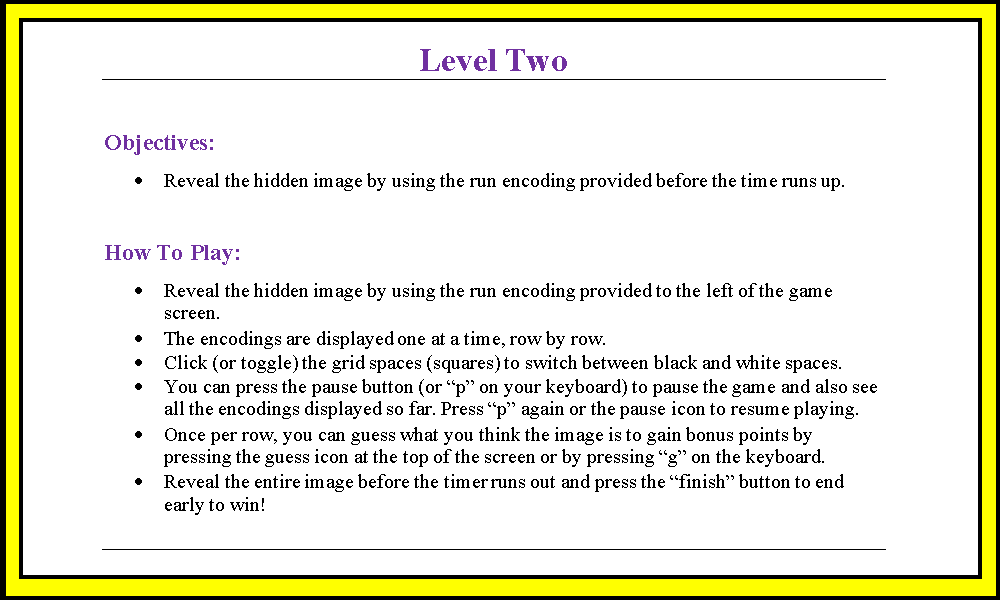 Level Two
Objectives:
• Reveal the hidden image by using the run encoding provided before the time runs up.
How To Play:
• Reveal the hidden image by using the run encoding provided to the left of the game
screen.
• The encodings are displayed one at a time, row by row.
• Click (or toggle) the grid spaces (squares) to switch between black and white spaces.
• You can press the pause button (or “p” on your keyboard) to pause the game and also see
all the encodings displayed so far. Press “p” again or the pause icon to resume playing.
• Once per row, you can guess what you think the image is to gain bonus points by
pressing the guess icon at the top of the screen or by pressing “g” on the keyboard.
• Reveal the entire image before the timer runs out and press the “finish” button to end
early to win!